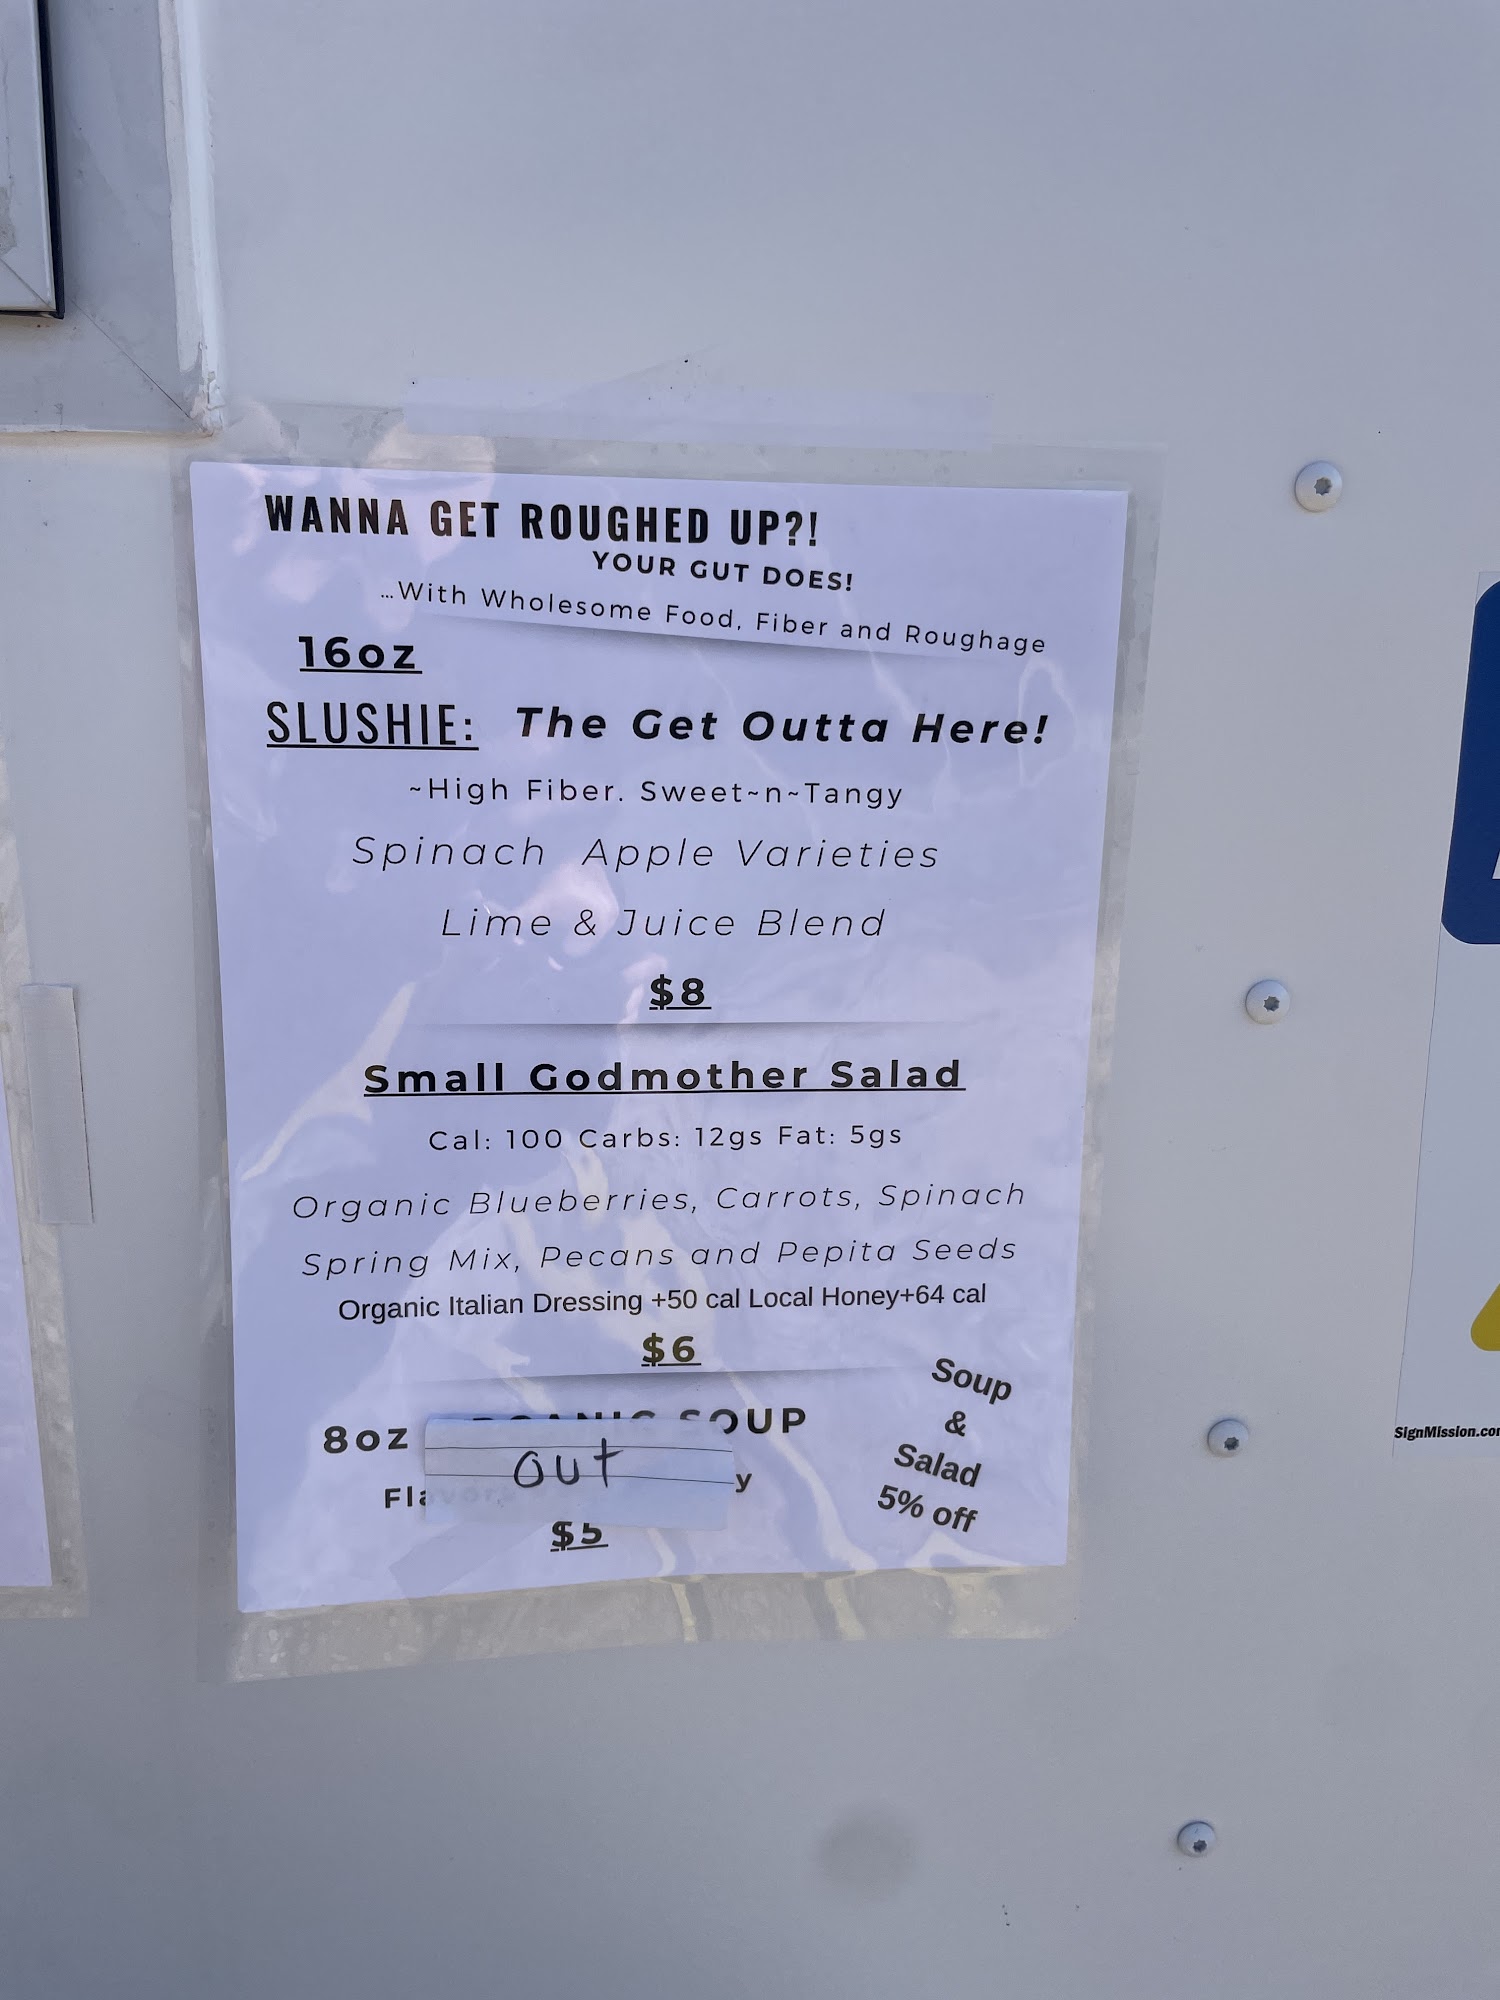 WANNA GET ROUGHED UP?!
YOUR GUT DOES!
...With Wholesome Food, Fiber and Roughage
16oz
SLUSHIE: The Get Outta Here!
~High Fiber. Sweet~n~Tangy
Spinach Apple Varieties
Lime & Juice Blend
$8
Small Godmother Salad
Cal: 100 Carbs: 12gs Fat: 5gs
Organic Blueberries, Carrots, Spinach
Spring Mix, Pecans and Pepita Seeds
Organic Italian Dressing +50 cal Local Honey+64 cal
$6
8oz SOUP
out
$5
Soup
&
Salad
5% off
SignMission.co